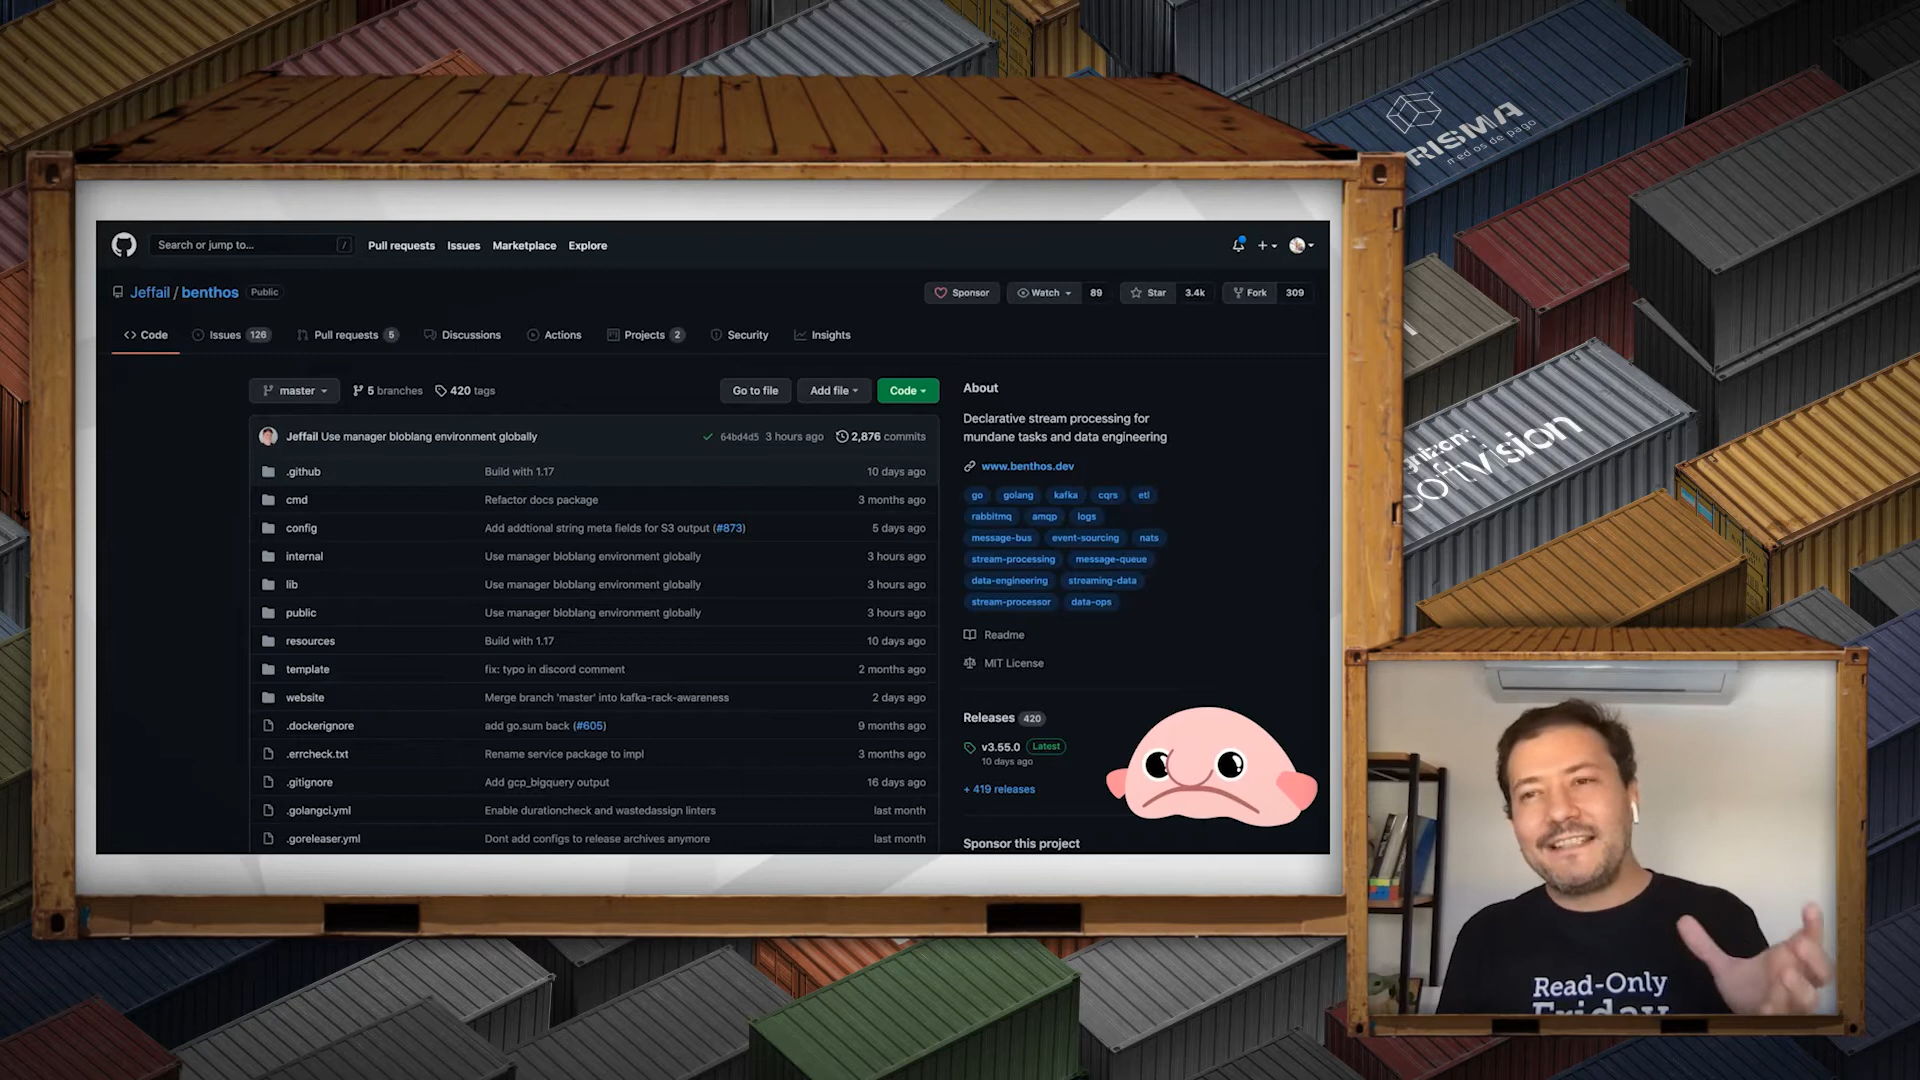 RISMA
med os de pago
Search or jump to...
/
Pull requests
Issues
Marketplace
Explore
Jeffail / benthos
Public
Sponsor
Watch
89
Star
3.4k
Fork
309
Code
Issues 126
Pull requests 5
Discussions
Actions
Projects 2
Security
Insights
master
5 branches
420 tags
Go to file
Add file
Code
Jeffail Use manager bloblang environment globally
64bd4d5 3 hours ago
2,876 commits
.github Build with 1.17 10 days ago
cmd Refactor docs package 3 months ago
config Add addtional string meta fields for S3 output (#873) 5 days ago
internal Use manager bloblang environment globally 3 hours ago
lib Use manager bloblang environment globally 3 hours ago
public Use manager bloblang environment globally 3 hours ago
resources Build with 1.17 10 days ago
template fix: typo in discord comment 2 months ago
website Merge branch 'master' into kafka-rack-awareness 2 days ago
.dockerignore add go.sum back (#605) 9 months ago
.errcheck.txt Rename service package to impl 3 months ago
.gitignore Add gcp_bigquery output 16 days ago
.golangci.yml Enable durationcheck and wastedassign linters last month
.goreleaser.yml Dont add configs to release archives anymore last month
About
Declarative stream processing for
mundane tasks and data engineering
www.benthos.dev
go golang kafka cqrs etl
rabbitmq amqp logs
message-bus event-sourcing nats
stream-processing message-queue
data-engineering streaming-data
stream-processor data-ops
Readme
MIT License
Releases 420
v3.55.0 Latest
10 days ago
+ 419 releases
Sponsor this project
gnizant
oftvision
Read-Only
Friday